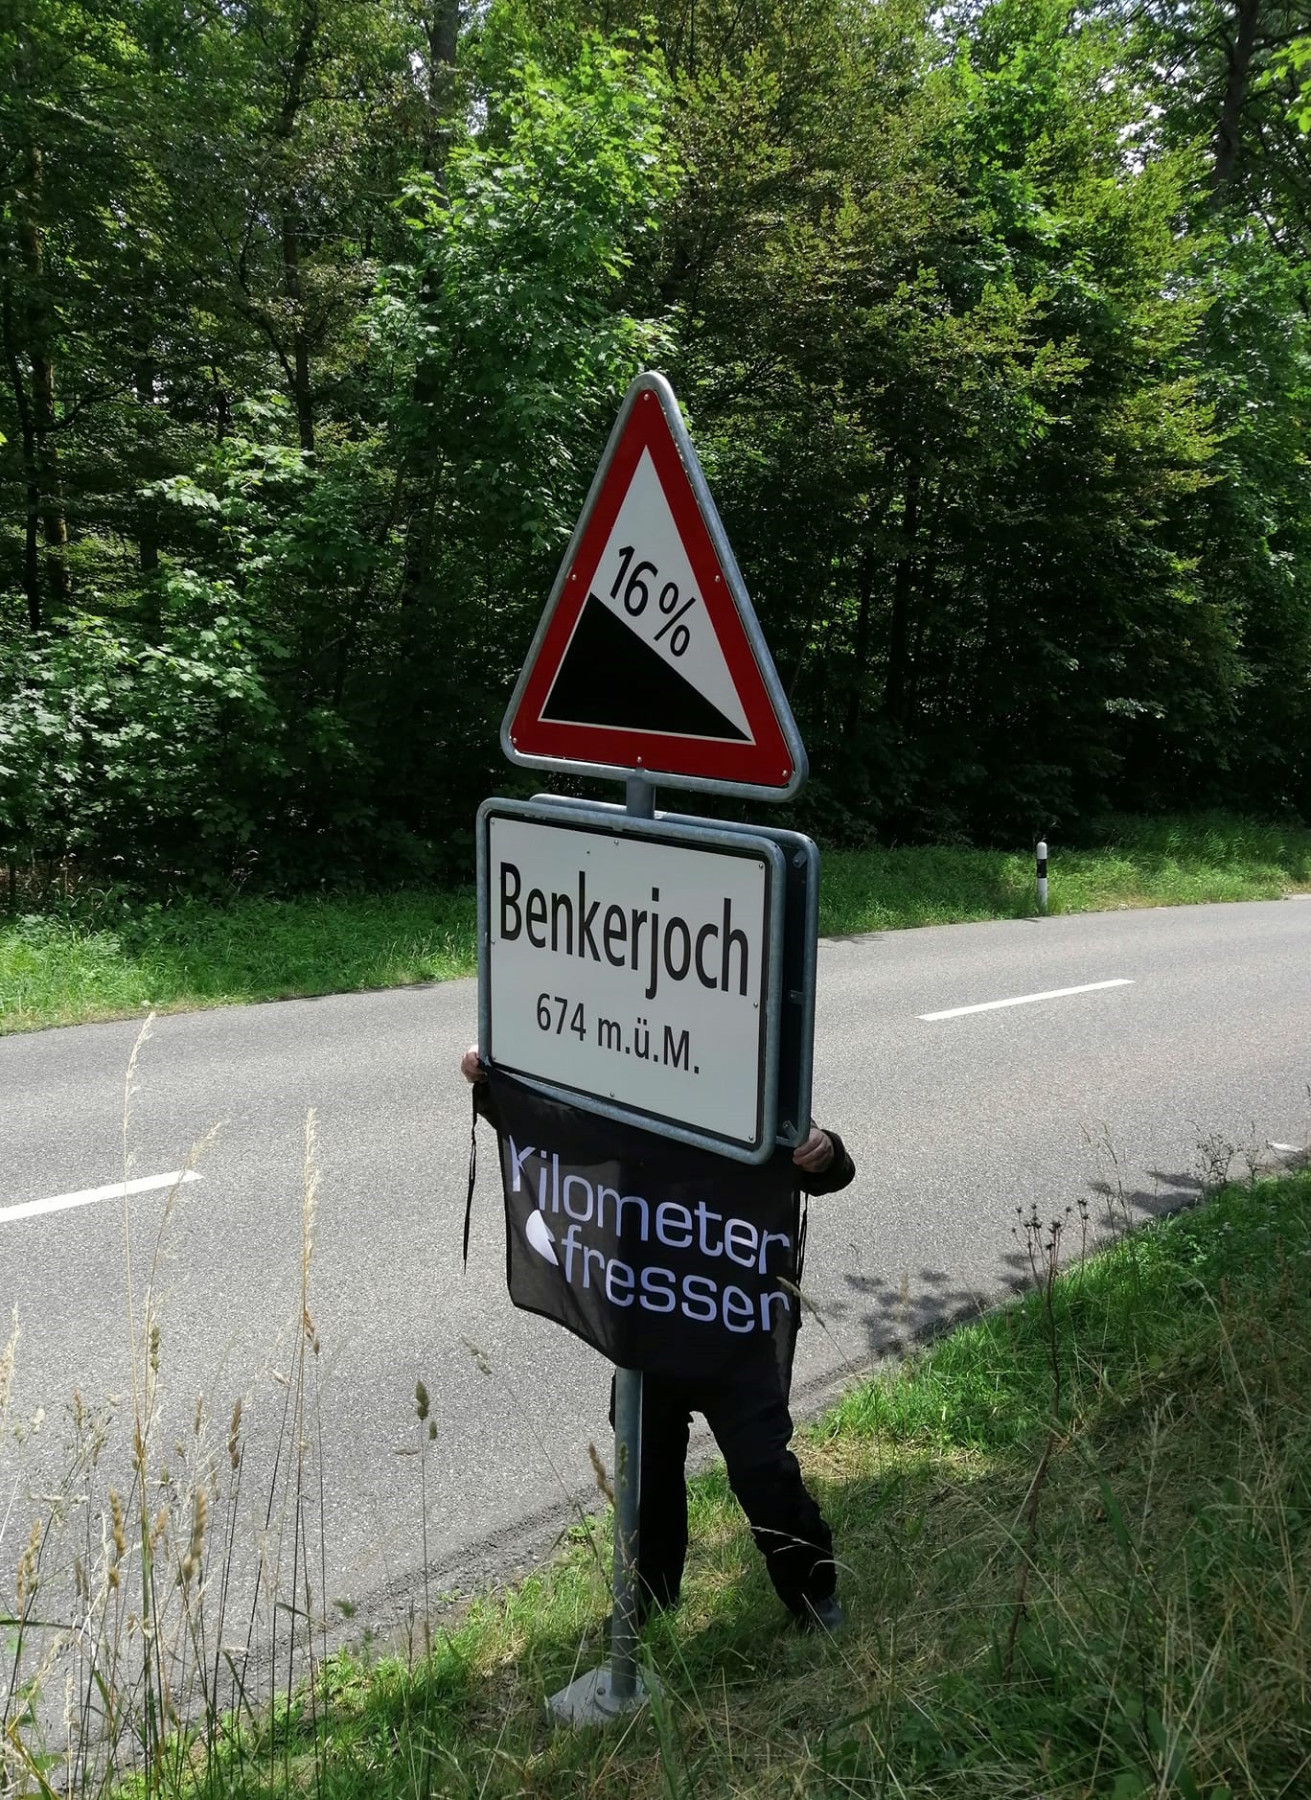 16%
Benkerjoch
674 m.ü.M.
Kilometer
fresser